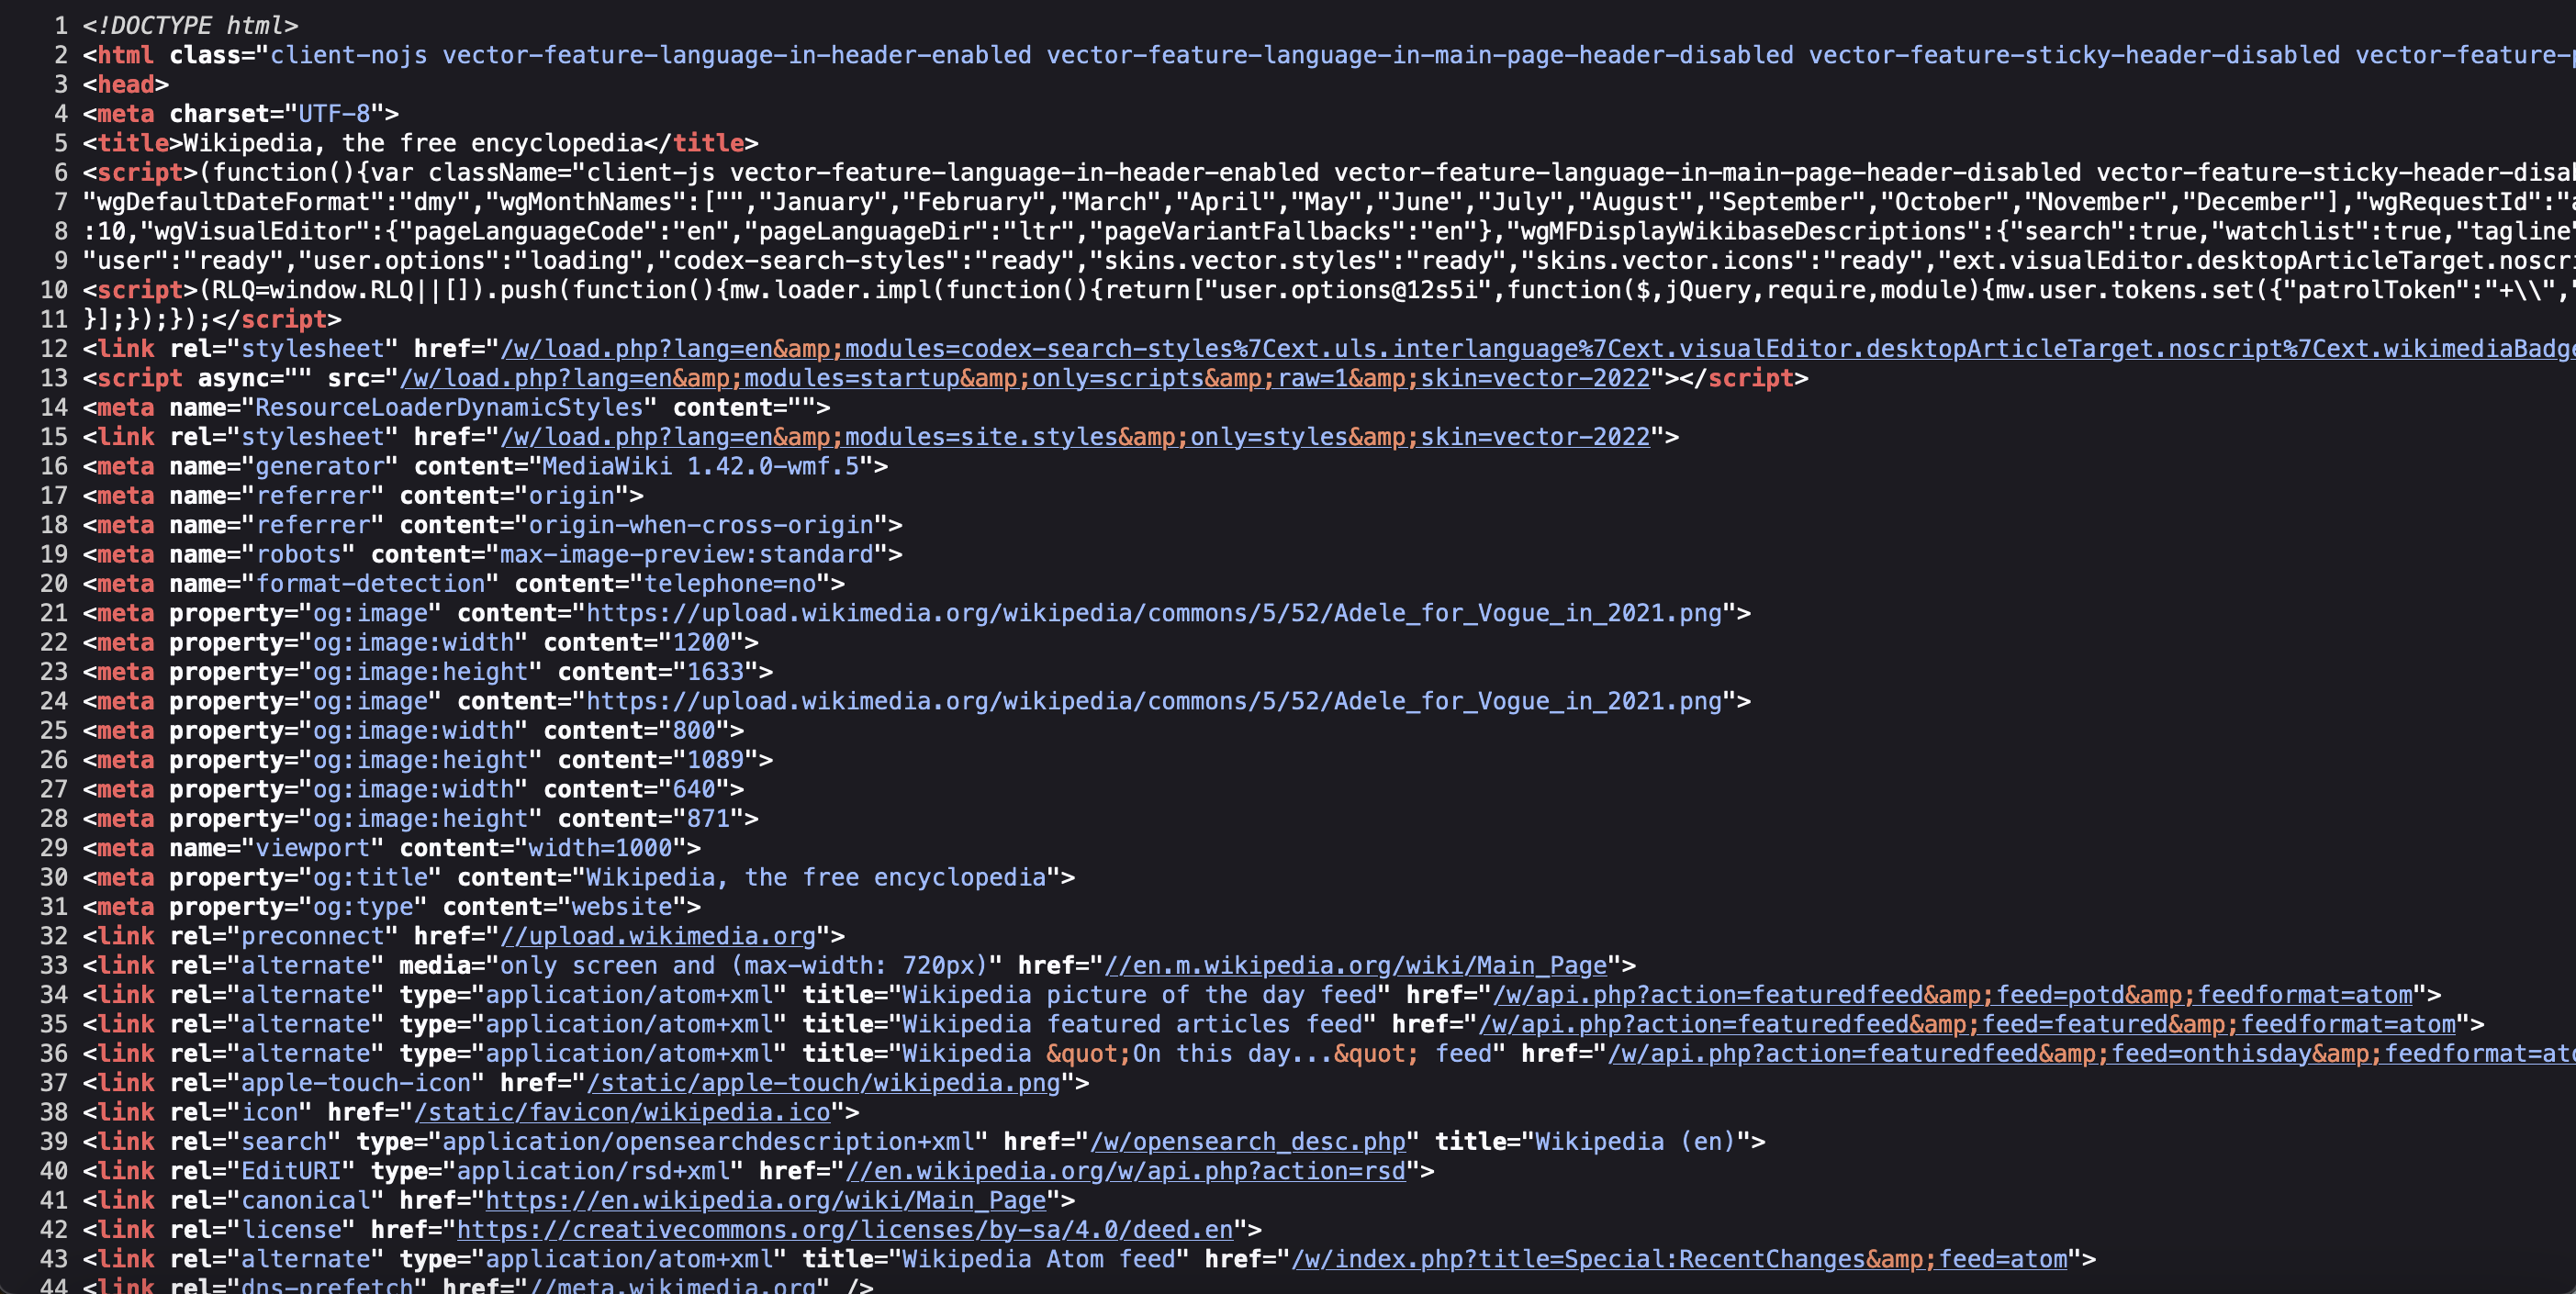 1 <!DOCTYPE html>
2 <html class="client-nojs vector-feature-language-in-header-enabled vector-feature-language-in-main-page-header-disabled vector-feature-sticky-header-disabled vector-feature-
3 <head>
4 <meta charset="UTF-8">
5 <title>Wikipedia, the free encyclopedia</title>
6 <script>(function(){var className="client-js vector-feature-language-in-header-enabled vector-feature-language-in-main-page-header-disabled vector-feature-sticky-header-disa
7 "wgDefaultDateFormat":"dmy","wgMonthNames":["","January","February","March","April","May","June","July","August","September","October","November","December"],"wgRequestId":"
8 :10,"wgVisualEditor":{"pageLanguageCode":"en","pageLanguageDir":"ltr","pageVariantFallbacks":"en"},"wgMFDisplayWikibaseDescriptions":{"search":true,"watchlist":true,"tagline"
9 "user":"ready","user.options":"loading","codex-search-styles":"ready","skins.vector.styles":"ready","skins.vector.icons":"ready","ext.visualEditor.desktopArticleTarget.noscri
10 <script>(RLQ=window.RLQ||[]).push(function(){mw.loader.impl(function(){return["user.options@12s5i",function($,jQuery,require,module){mw.user.tokens.set({"patrolToken":"+\\","
11 }];});});</script>
12 <link rel="stylesheet" href="/w/load.php?lang=en&amp;modules=codex-search-styles%7Cext.uls.interlanguage%7Cext.visualEditor.desktopArticleTarget.noscript%7Cext.wikimediaBadge
13 <script async="" src="/w/load.php?lang=en&amp;modules=startup&amp;only=scripts&amp;raw=1&amp;skin=vector-2022"></script>
14 <meta name="ResourceLoaderDynamicStyles" content="">
15 <link rel="stylesheet" href="/w/load.php?lang=en&amp;modules=site.styles&amp;only=styles&amp;skin=vector-2022">
16 <meta name="generator" content="MediaWiki 1.42.0-wmf.5">
17 <meta name="referrer" content="origin">
18 <meta name="referrer" content="origin-when-cross-origin">
19 <meta name="robots" content="max-image-preview:standard">
20 <meta name="format-detection" content="telephone=no">
21 <meta property="og:image" content="https://upload.wikimedia.org/wikipedia/commons/5/52/Adele_for_Vogue_in_2021.png">
22 <meta property="og:image:width" content="1200">
23 <meta property="og:image:height" content="1633">
24 <meta property="og:image" content="https://upload.wikimedia.org/wikipedia/commons/5/52/Adele_for_Vogue_in_2021.png">
25 <meta property="og:image:width" content="800">
26 <meta property="og:image:height" content="1089">
27 <meta property="og:image:width" content="640">
28 <meta property="og:image:height" content="871">
29 <meta name="viewport" content="width=1000">
30 <meta property="og:title" content="Wikipedia, the free encyclopedia">
31 <meta property="og:type" content="website">
32 <link rel="preconnect" href="//upload.wikimedia.org">
33 <link rel="alternate" media="only screen and (max-width: 720px)" href="//en.m.wikipedia.org/wiki/Main_Page">
34 <link rel="alternate" type="application/atom+xml" title="Wikipedia picture of the day feed" href="/w/api.php?action=featuredfeed&amp;feed=potd&amp;feedformat=atom">
35 <link rel="alternate" type="application/atom+xml" title="Wikipedia featured articles feed" href="/w/api.php?action=featuredfeed&amp;feed=featured&amp;feedformat=atom">
36 <link rel="alternate" type="application/atom+xml" title="Wikipedia &quot;On this day...&quot; feed" href="/w/api.php?action=featuredfeed&amp;feed=onthisday&amp;feedformat=ato
37 <link rel="apple-touch-icon" href="/static/apple-touch/wikipedia.png">
38 <link rel="icon" href="/static/favicon/wikipedia.ico">
39 <link rel="search" type="application/opensearchdescription+xml" href="/w/opensearch_desc.php" title="Wikipedia (en)">
40 <link rel="EditURI" type="application/rsd+xml" href="//en.wikipedia.org/w/api.php?action=rsd">
41 <link rel="canonical" href="https://en.wikipedia.org/wiki/Main_Page">
42 <link rel="license" href="https://creativecommons.org/licenses/by-sa/4.0/deed.en">
43 <link rel="alternate" type="application/atom+xml" title="Wikipedia Atom feed" href="/w/index.php?title=Special:RecentChanges&amp;feed=atom">
44 <link rel="dns-prefetch" href="//meta.wikimedia.org" />